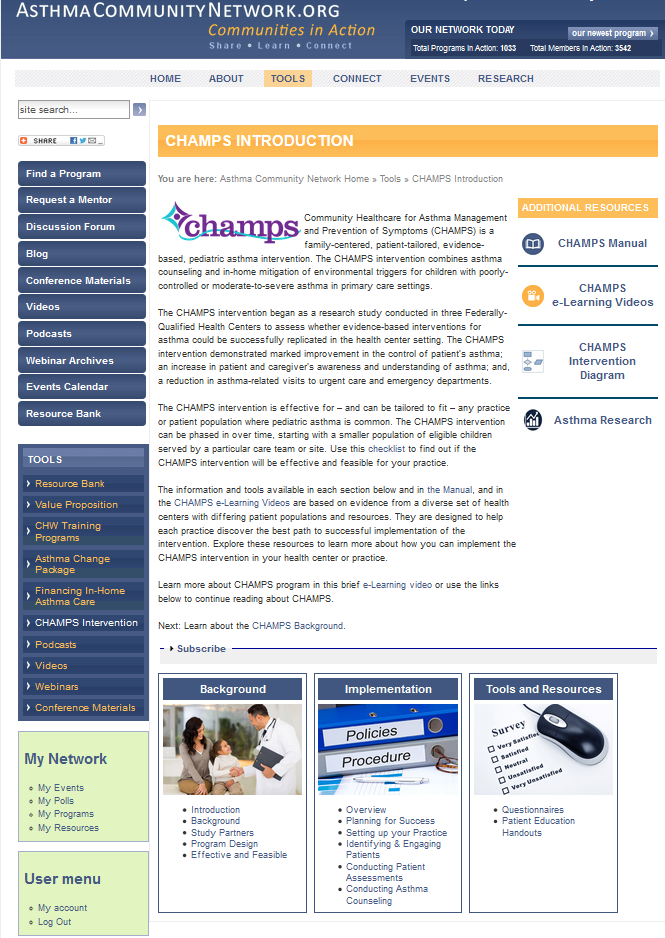 ASTHMACOMMUNITYNETWORK.ORG
Communities in Action
Share • Learn • Connect
OUR NETWORK TODAY
our newest program
Total Programs In Action: 1033 Total Members In Action: 3542
HOME ABOUT TOOLS CONNECT EVENTS RESEARCH
site search...
SHARE
Find a Program
Request a Mentor
Discussion Forum
Blog
Conference Materials
Videos
Podcasts
Webinar Archives
Events Calendar
Resource Bank
TOOLS
Resource Bank
Value Proposition
CHW Training
Programs
Asthma Change
Package
Financing In-Home
Asthma Care
CHAMPS Intervention
Podcasts
Videos
Webinars
Conference Materials
My Network
My Events
My Polls
My Programs
My Resources
User menu
My account
Log Out
CHAMPS INTRODUCTION
You are here: Asthma Community Network Home » Tools » CHAMPS Introduction
champs
Community Healthcare for Asthma Management
and Prevention of Symptoms (CHAMPS) is a
family-centered, patient-tailored, evidence-
based, pediatric asthma intervention. The CHAMPS intervention combines asthma
counseling and in-home mitigation of environmental triggers for children with poorly-
controlled or moderate-to-severe asthma in primary care settings.
The CHAMPS intervention began as a research study conducted in three Federally-
Qualified Health Centers to assess whether evidence-based interventions for
asthma could be successfully replicated in the health center setting. The CHAMPS
intervention demonstrated marked improvement in the control of patient's asthma;
an increase in patient and caregiver's awareness and understanding of asthma; and,
a reduction in asthma-related visits to urgent care and emergency departments.
The CHAMPS intervention is effective for – and can be tailored to fit – any practice
or patient population where pediatric asthma is common. The CHAMPS intervention
can be phased in over time, starting with a smaller population of eligible children
served by a particular care team or site. Use this checklist to find out if the
CHAMPS intervention will be effective and feasible for your practice.
The information and tools available in each section below and in the Manual, and in
the CHAMPS e-Learning Videos are based on evidence from a diverse set of health
centers with differing patient populations and resources. They are designed to help
each practice discover the best path to successful implementation of the
intervention. Explore these resources to learn more about how you can implement the
CHAMPS intervention in your health center or practice.
Learn more about CHAMPS program in this brief e-Learning video or use the links
below to continue reading about CHAMPS.
Next: Learn about the CHAMPS Background.
Subscribe
ADDITIONAL RESOURCES
CHAMPS Manual
CHAMPS
e-Learning Videos
CHAMPS
Intervention
Diagram
Asthma Research
Background
Introduction
Background
Study Partners
Program Design
Effective and Feasible
Implementation
Policies
Procedure
Overview
Planning for Success
Setting up your Practice
Identifying & Engaging
Patients
Conducting Patient
Assessments
Conducting Asthma
Counseling
Tools and Resources
Survey
Very Satisfied
Satisfied
Neutral
Unsatisfied
Very Unsatisfied
Questionnaires
Patient Education
Handouts